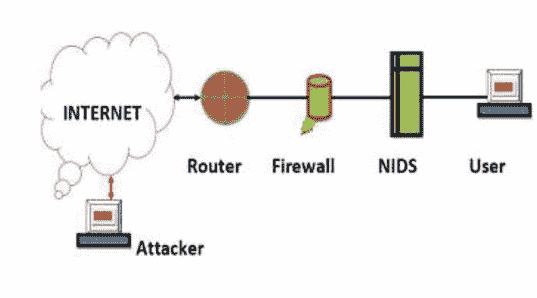 INTERNET
Router
Firewall
NIDS
User
Attacker